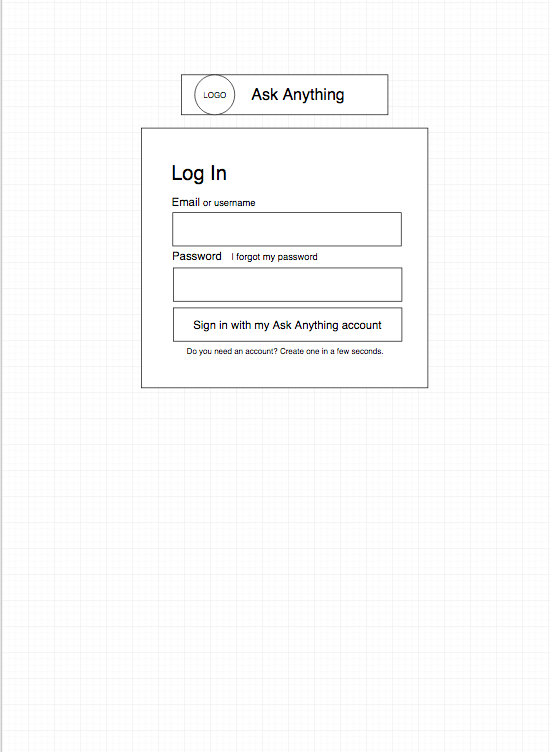 LOGO Ask Anything
Log In
Email or username
Password I forgot my password
Sign in with my Ask Anything account
Do you need an account? Create one in a few seconds.